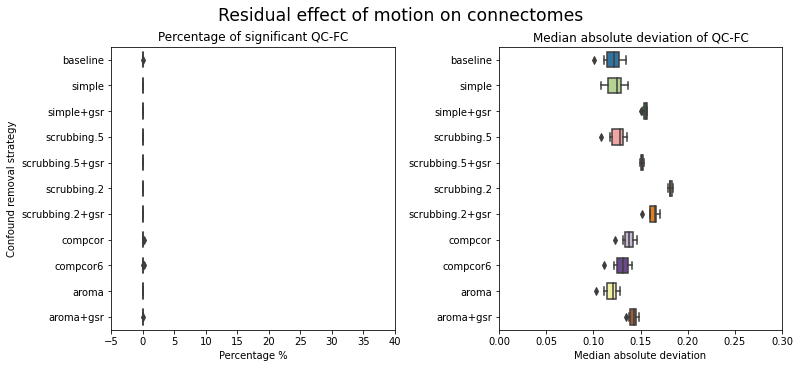 Residual effect of motion on connectomes
Percentage of significant QC-FC
Confound removal strategy
baseline
simple
simple+gsr
scrubbing.5
scrubbing.5+gsr
scrubbing.2
scrubbing.2+gsr
compcor
compcor6
aroma
aroma+gsr
−5 0 5 10 15 20 25 30 35 40
Percentage %
Median absolute deviation of QC-FC
baseline
simple
simple+gsr
scrubbing.5
scrubbing.5+gsr
scrubbing.2
scrubbing.2+gsr
compcor
compcor6
aroma
aroma+gsr
0.00 0.05 0.10 0.15 0.20 0.25 0.30
Median absolute deviation